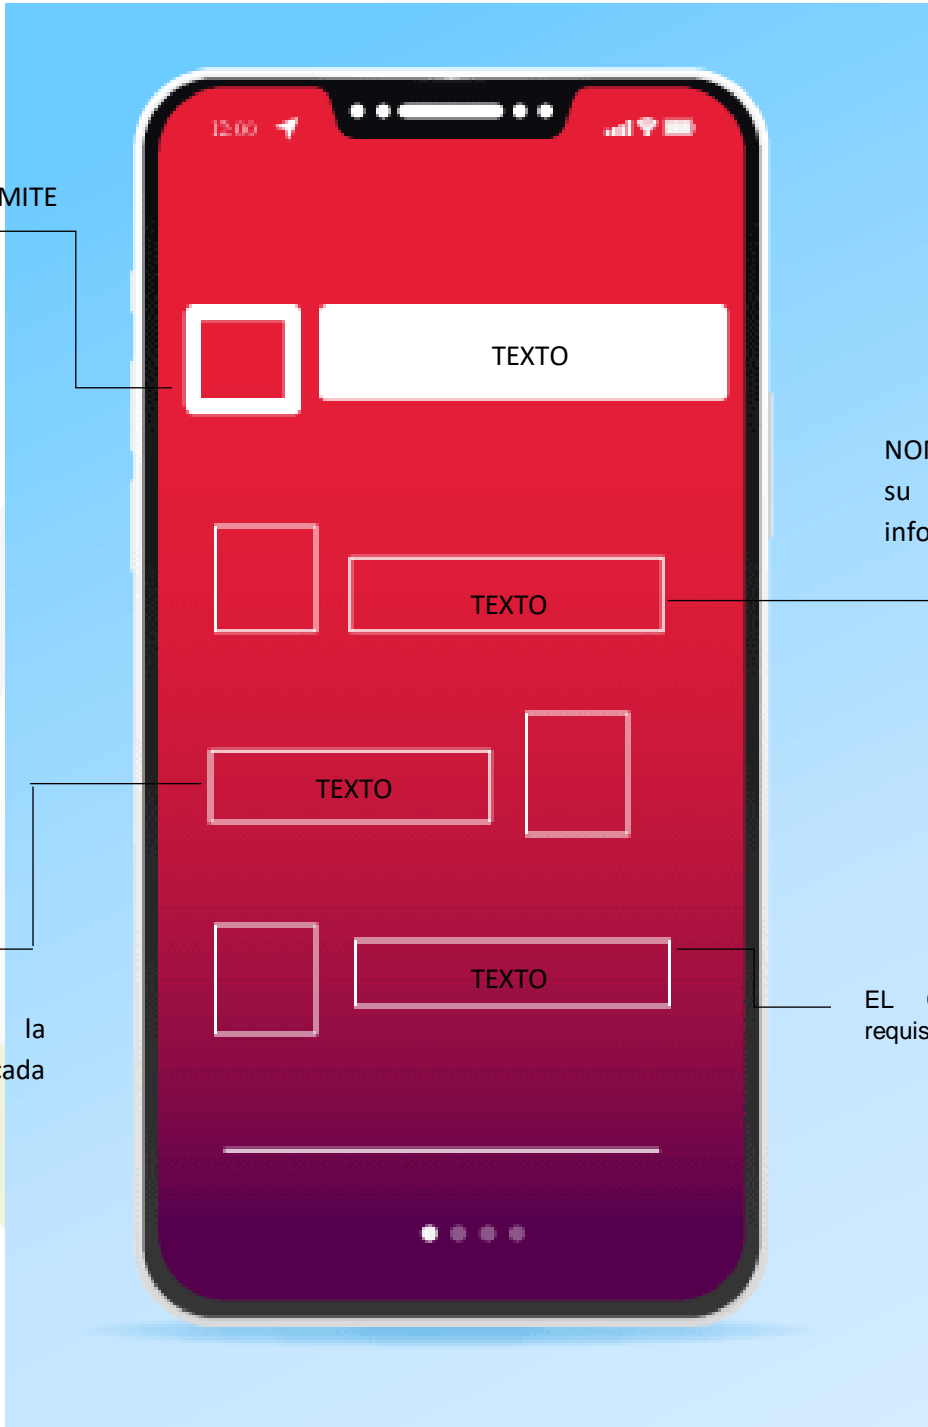 12:00
MITE
TEXTO
NO
su
info
TEXTO
TEXTO
TEXTO
EL
requis
la
cada